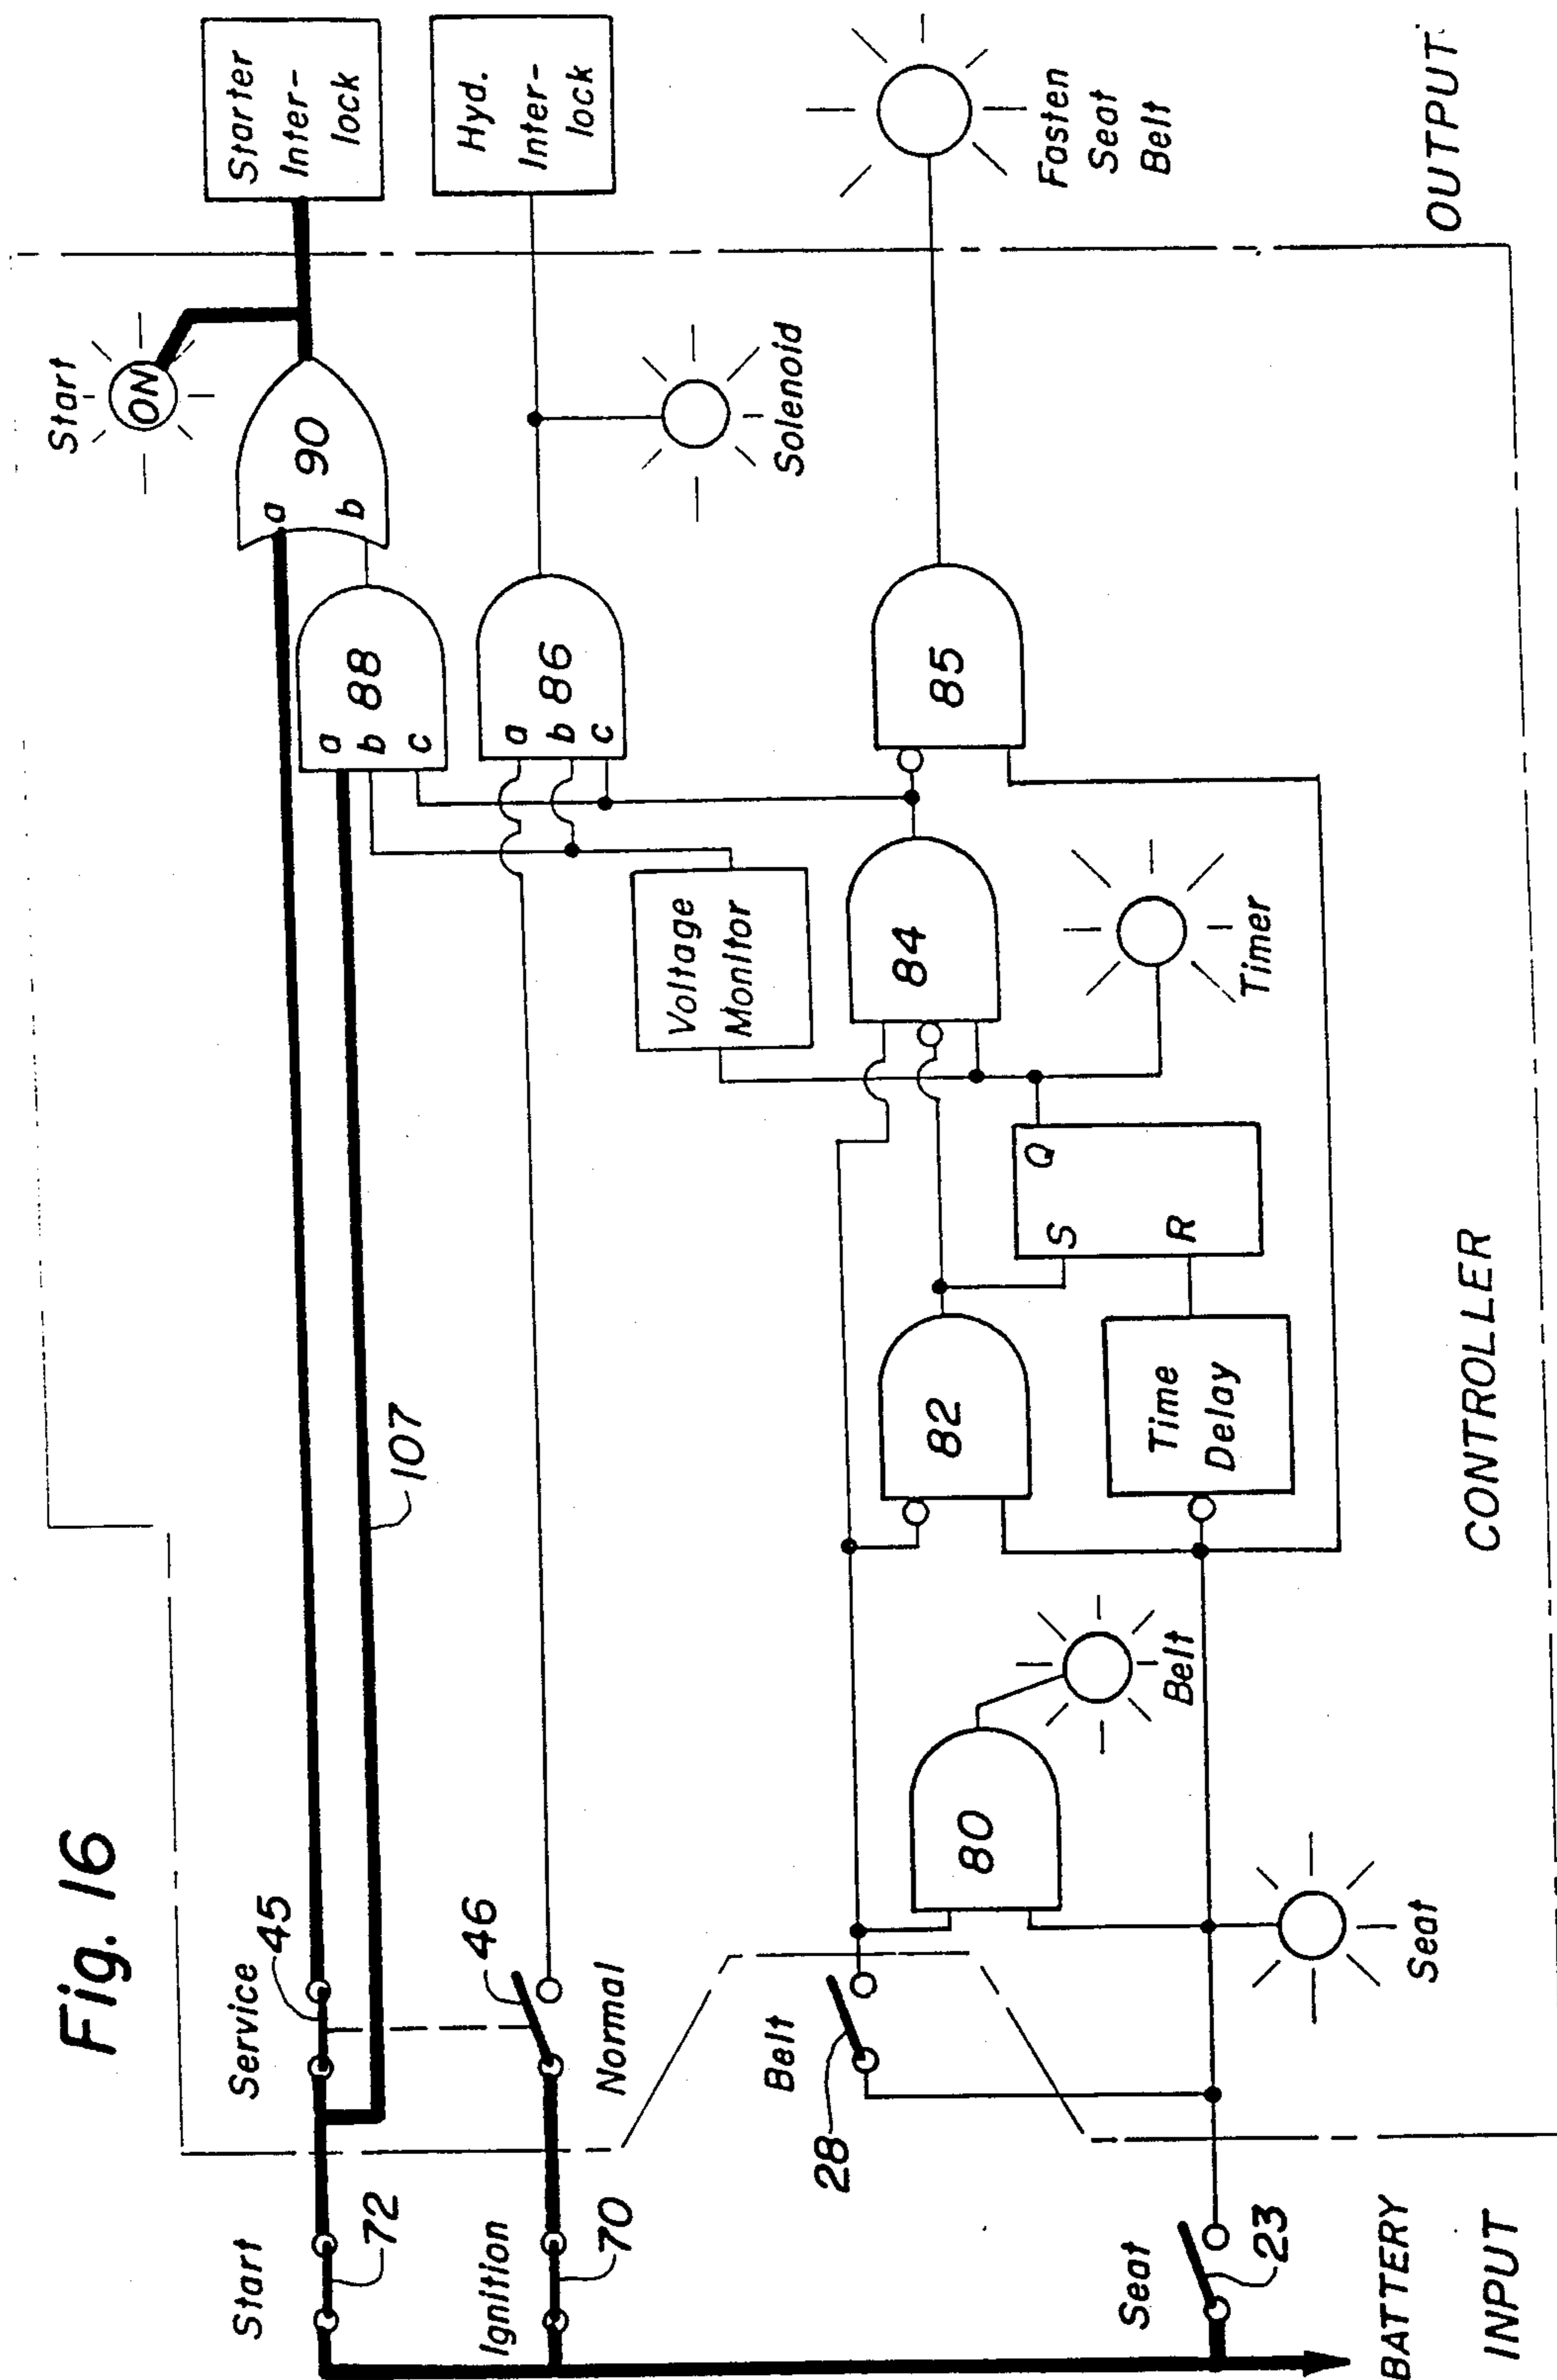 Fig. 16
Start
72
Service
45
107
a
b
90
Start
ON
Starter
Inter-
lock
a
b
c
88
Ignition
70
46
Normal
a
b
c
86
Solenoid
Hyd.
Inter-
lock
Voltage
Monitor
Belt
28
80
Belt
82
84
85
Fasten
Seat
Belt
S
Q
R
Timer
Time
Delay
Seat
23
Seat
BATTERY
INPUT
CONTROLLER
OUTPUT